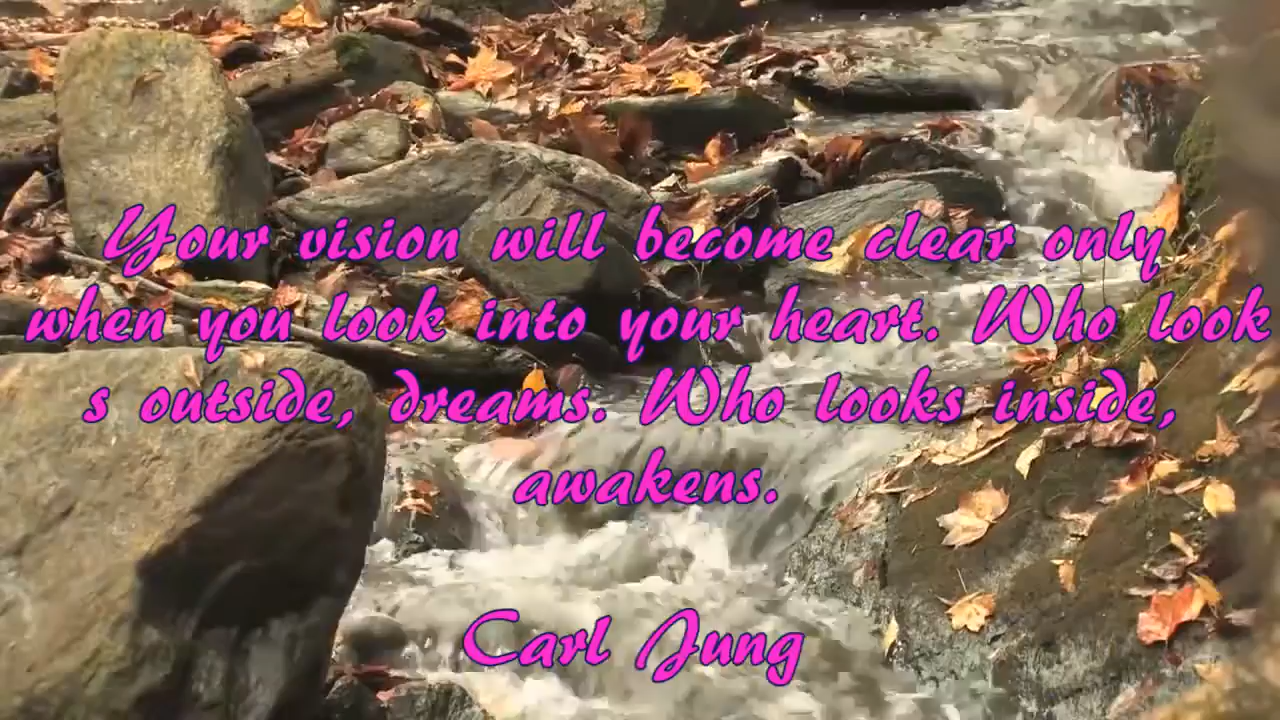 Your vision will become clear only
when you look into your heart. Who look
s outside, dreams. Who looks inside,
awakens.
Carl Jung